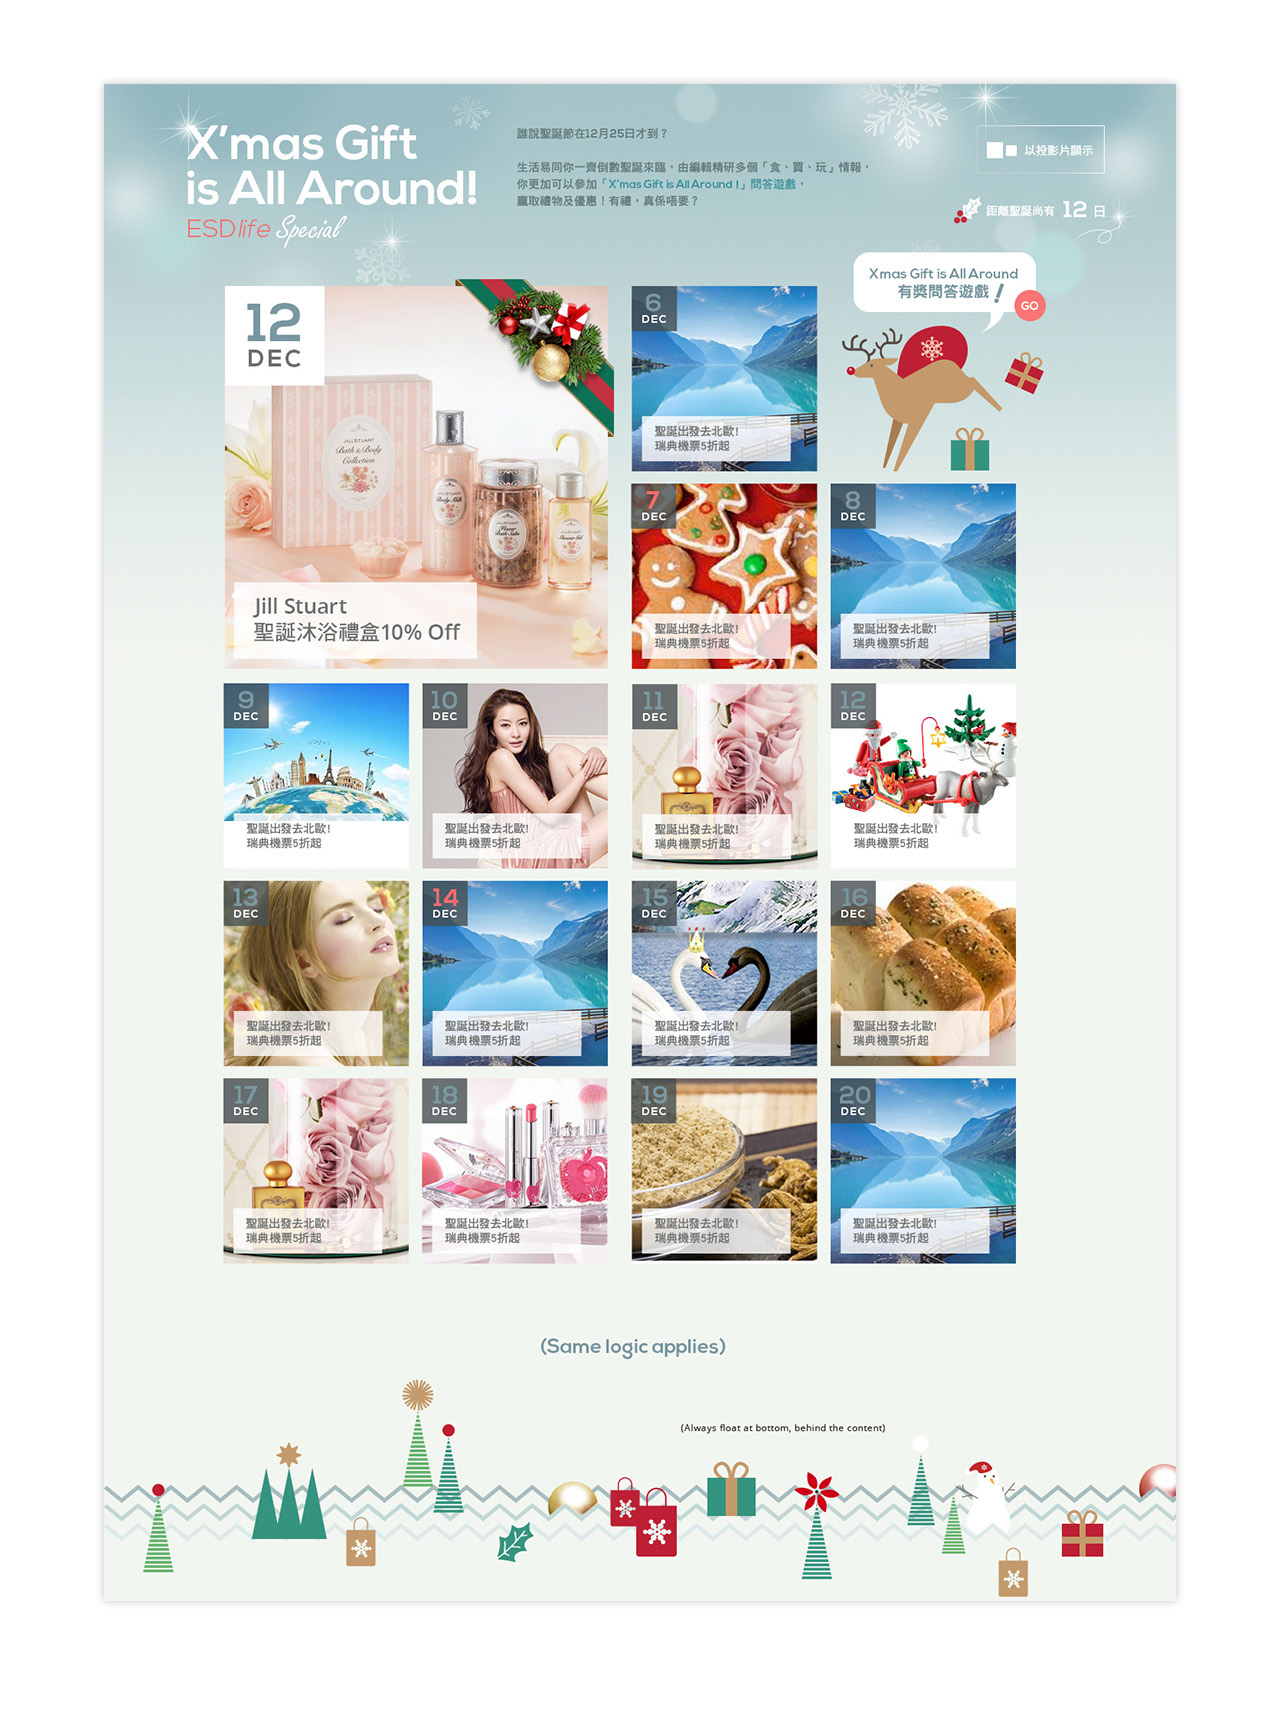 X'mas Gift
is All Around!
ESDlife Special
誰說聖誕節在12月25日才到？
生活易同你一齊倒數聖誕來臨，由編輯精研多個「食、買、玩」情報，
你更加可以參加「X'mas Gift is All Around !」問答遊戲，
贏取禮物及優惠！有禮，真係唔要？
以投影片顯示
距離聖誕尚有 12 日
Xmas Gift is All Around
有獎問答遊戲!
GO
12
DEC
JILLSTUART
Bath & Body
Collection
JILLSTUART
Body Milk
JILLSTUART
Flower
Bath Salts
JILLSTUART
Shower Gel
Jill Stuart
聖誕沐浴禮盒10% Off
6
DEC
聖誕出發去北歐!
瑞典機票5折起
7
DEC
聖誕出發去北歐!
瑞典機票5折起
8
DEC
聖誕出發去北歐!
瑞典機票5折起
9
DEC
聖誕出發去北歐!
瑞典機票5折起
10
DEC
聖誕出發去北歐!
瑞典機票5折起
11
DEC
聖誕出發去北歐!
瑞典機票5折起
12
DEC
聖誕出發去北歐!
瑞典機票5折起
13
DEC
聖誕出發去北歐!
瑞典機票5折起
14
DEC
聖誕出發去北歐!
瑞典機票5折起
15
DEC
聖誕出發去北歐!
瑞典機票5折起
16
DEC
聖誕出發去北歐!
瑞典機票5折起
17
DEC
聖誕出發去北歐!
瑞典機票5折起
18
DEC
聖誕出發去北歐!
瑞典機票5折起
19
DEC
聖誕出發去北歐!
瑞典機票5折起
20
DEC
聖誕出發去北歐!
瑞典機票5折起
(Same logic applies)
(Always float at bottom, behind the content)